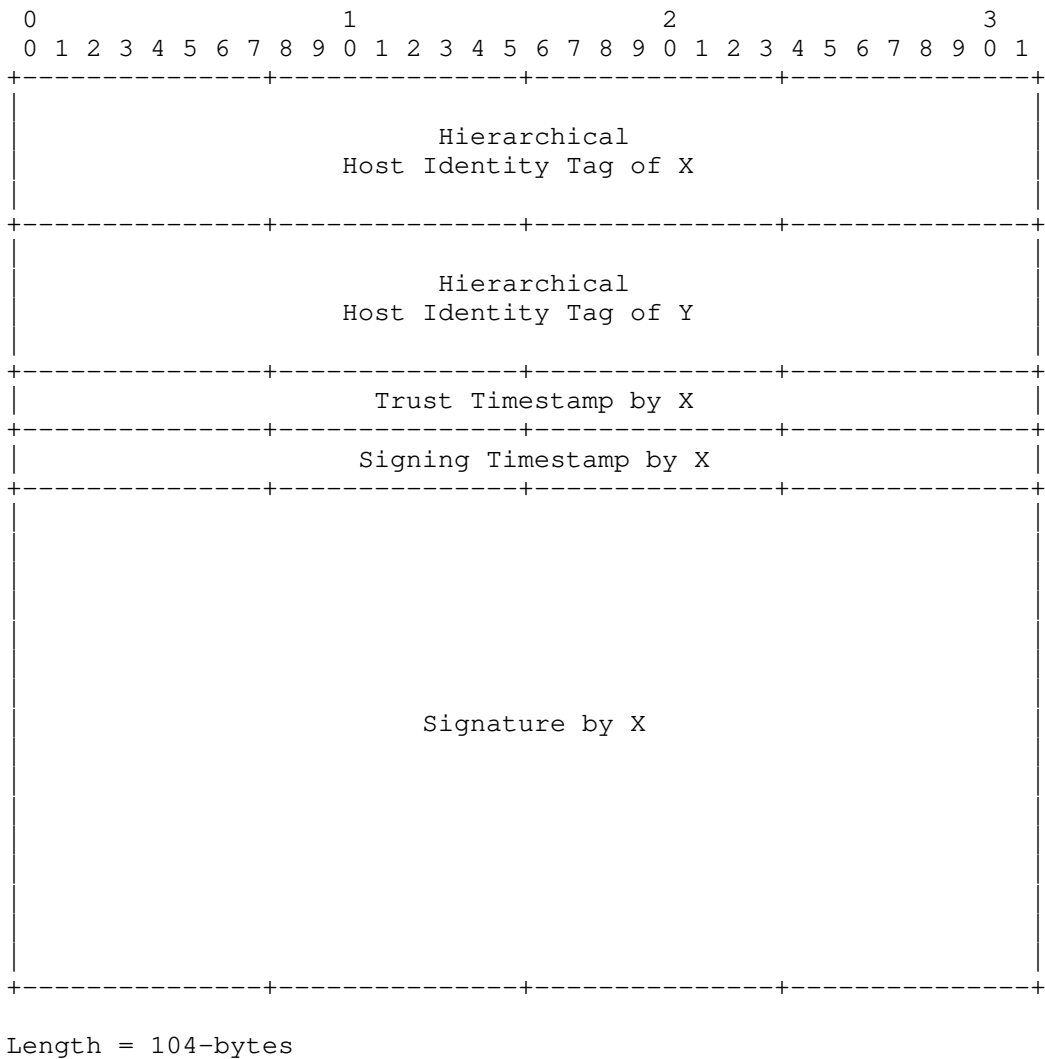 0                   1                   2                   3
 0 1 2 3 4 5 6 7 8 9 0 1 2 3 4 5 6 7 8 9 0 1 2 3 4 5 6 7 8 9 0 1
+---------------+---------------+---------------+---------------+
|                                                               |
|                          Hierarchical                         |
|                    Host Identity Tag of X                     |
|                                                               |
+---------------+---------------+---------------+---------------+
|                                                               |
|                          Hierarchical                         |
|                    Host Identity Tag of Y                     |
|                                                               |
+---------------+---------------+---------------+---------------+
|                      Trust Timestamp by X                     |
+---------------+---------------+---------------+---------------+
|                     Signing Timestamp by X                    |
+---------------+---------------+---------------+---------------+
|                                                               |
|                                                               |
|                                                               |
|                                                               |
|                                                               |
|                                                               |
|                                                               |
|                         Signature by X                        |
|                                                               |
|                                                               |
|                                                               |
|                                                               |
|                                                               |
|                                                               |
|                                                               |
|                                                               |
+---------------+---------------+---------------+---------------+
Length = 104-bytes